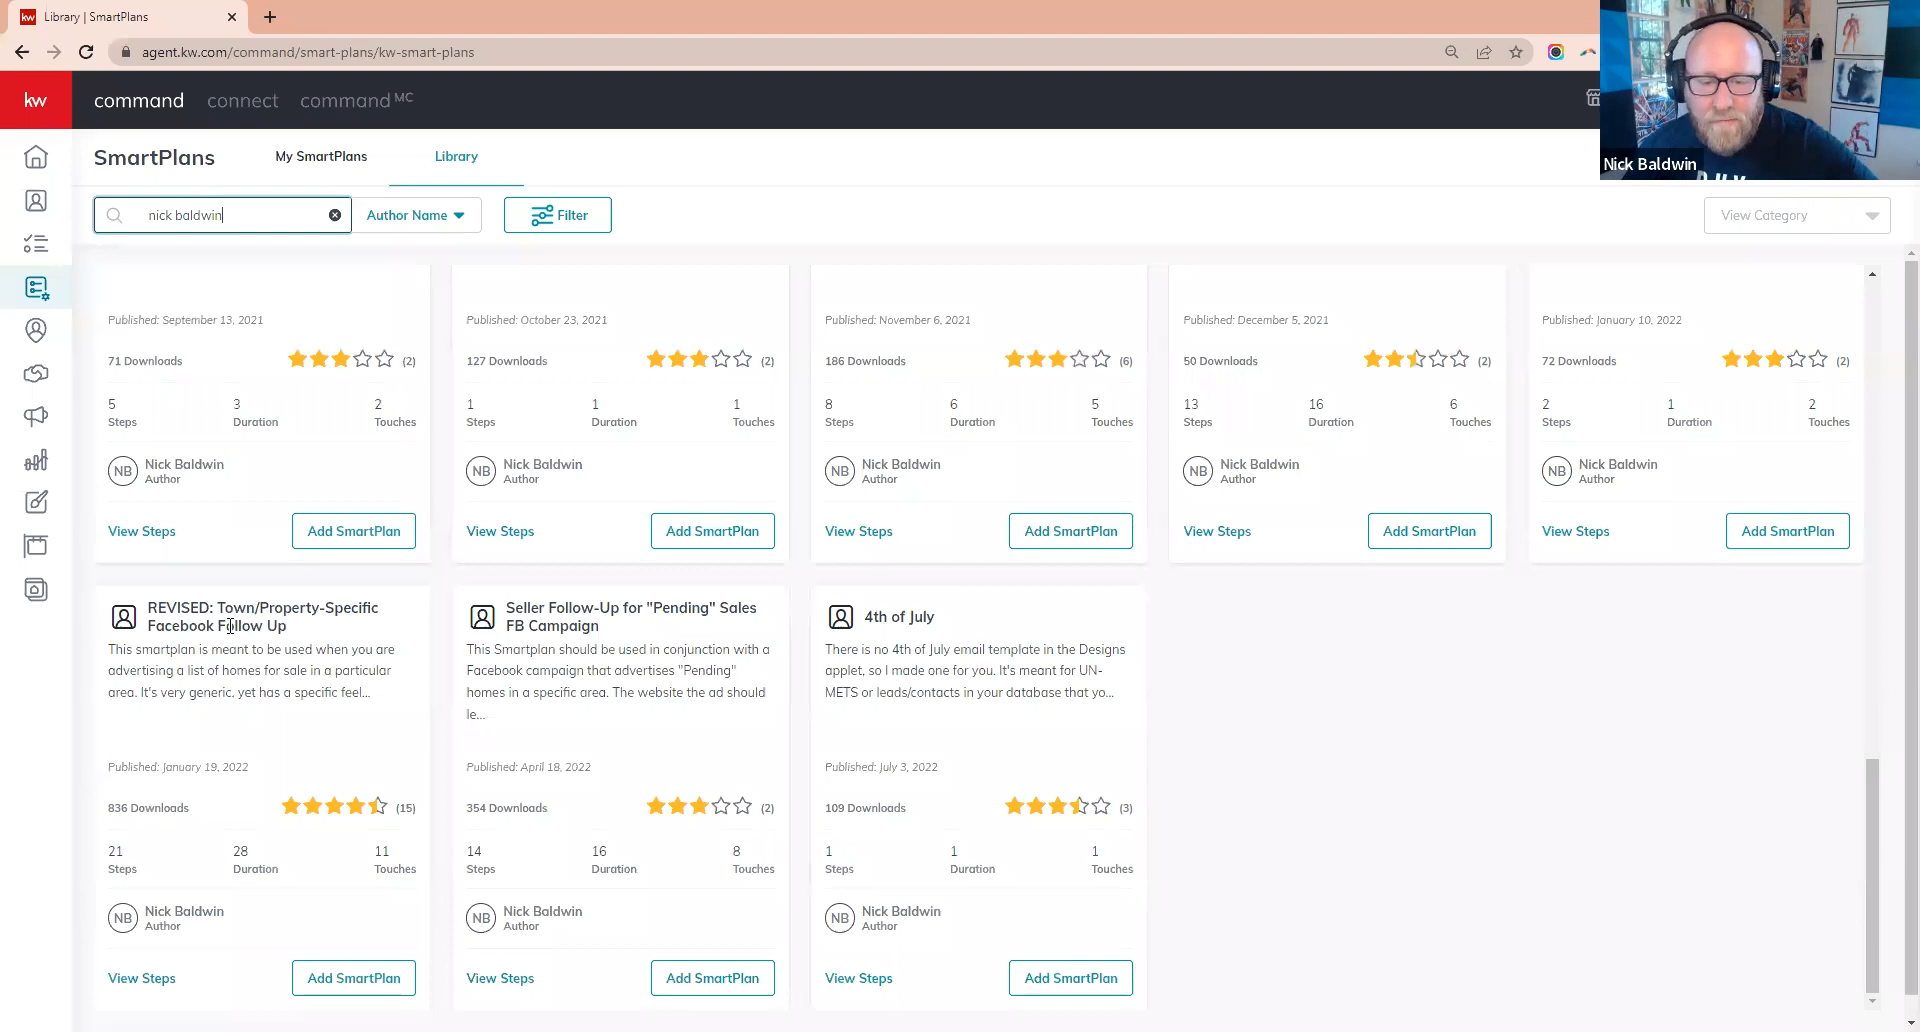 Library | SmartPlans
agent.kw.com/command/smart-plans/kw-smart-plans
kw
command
connect
command MC
Nick Baldwin
SmartPlans
My SmartPlans
Library
nick baldwin
Author Name
Filter
View Category
Published: September 13, 2021
71 Downloads
(2)
5
3
2
Steps
Duration
Touches
NB
Nick Baldwin
Author
View Steps
Add SmartPlan
Published: October 23, 2021
127 Downloads
(2)
1
1
1
Steps
Duration
Touches
NB
Nick Baldwin
Author
View Steps
Add SmartPlan
Published: November 6, 2021
186 Downloads
(6)
8
6
5
Steps
Duration
Touches
NB
Nick Baldwin
Author
View Steps
Add SmartPlan
Published: December 5, 2021
50 Downloads
(2)
13
16
6
Steps
Duration
Touches
NB
Nick Baldwin
Author
View Steps
Add SmartPlan
Published: January 10, 2022
72 Downloads
(2)
2
1
2
Steps
Duration
Touches
NB
Nick Baldwin
Author
View Steps
Add SmartPlan
REVISED: Town/Property-Specific
Facebook Follow Up
This smartplan is meant to be used when you are
advertising a list of homes for sale in a particular
area. It's very generic, yet has a specific feel...
Published: January 19, 2022
836 Downloads
(15)
21
28
11
Steps
Duration
Touches
NB
Nick Baldwin
Author
View Steps
Add SmartPlan
Seller Follow-Up for "Pending" Sales
FB Campaign
This Smartplan should be used in conjunction with a
Facebook campaign that advertises "Pending"
homes in a specific area. The website the ad should
le...
Published: April 18, 2022
354 Downloads
(2)
14
16
8
Steps
Duration
Touches
NB
Nick Baldwin
Author
View Steps
Add SmartPlan
4th of July
There is no 4th of July email template in the Designs
applet, so I made one for you. It's meant for UN-
METS or leads/contacts in your database that yo...
Published: July 3, 2022
109 Downloads
(3)
1
1
1
Steps
Duration
Touches
NB
Nick Baldwin
Author
View Steps
Add SmartPlan